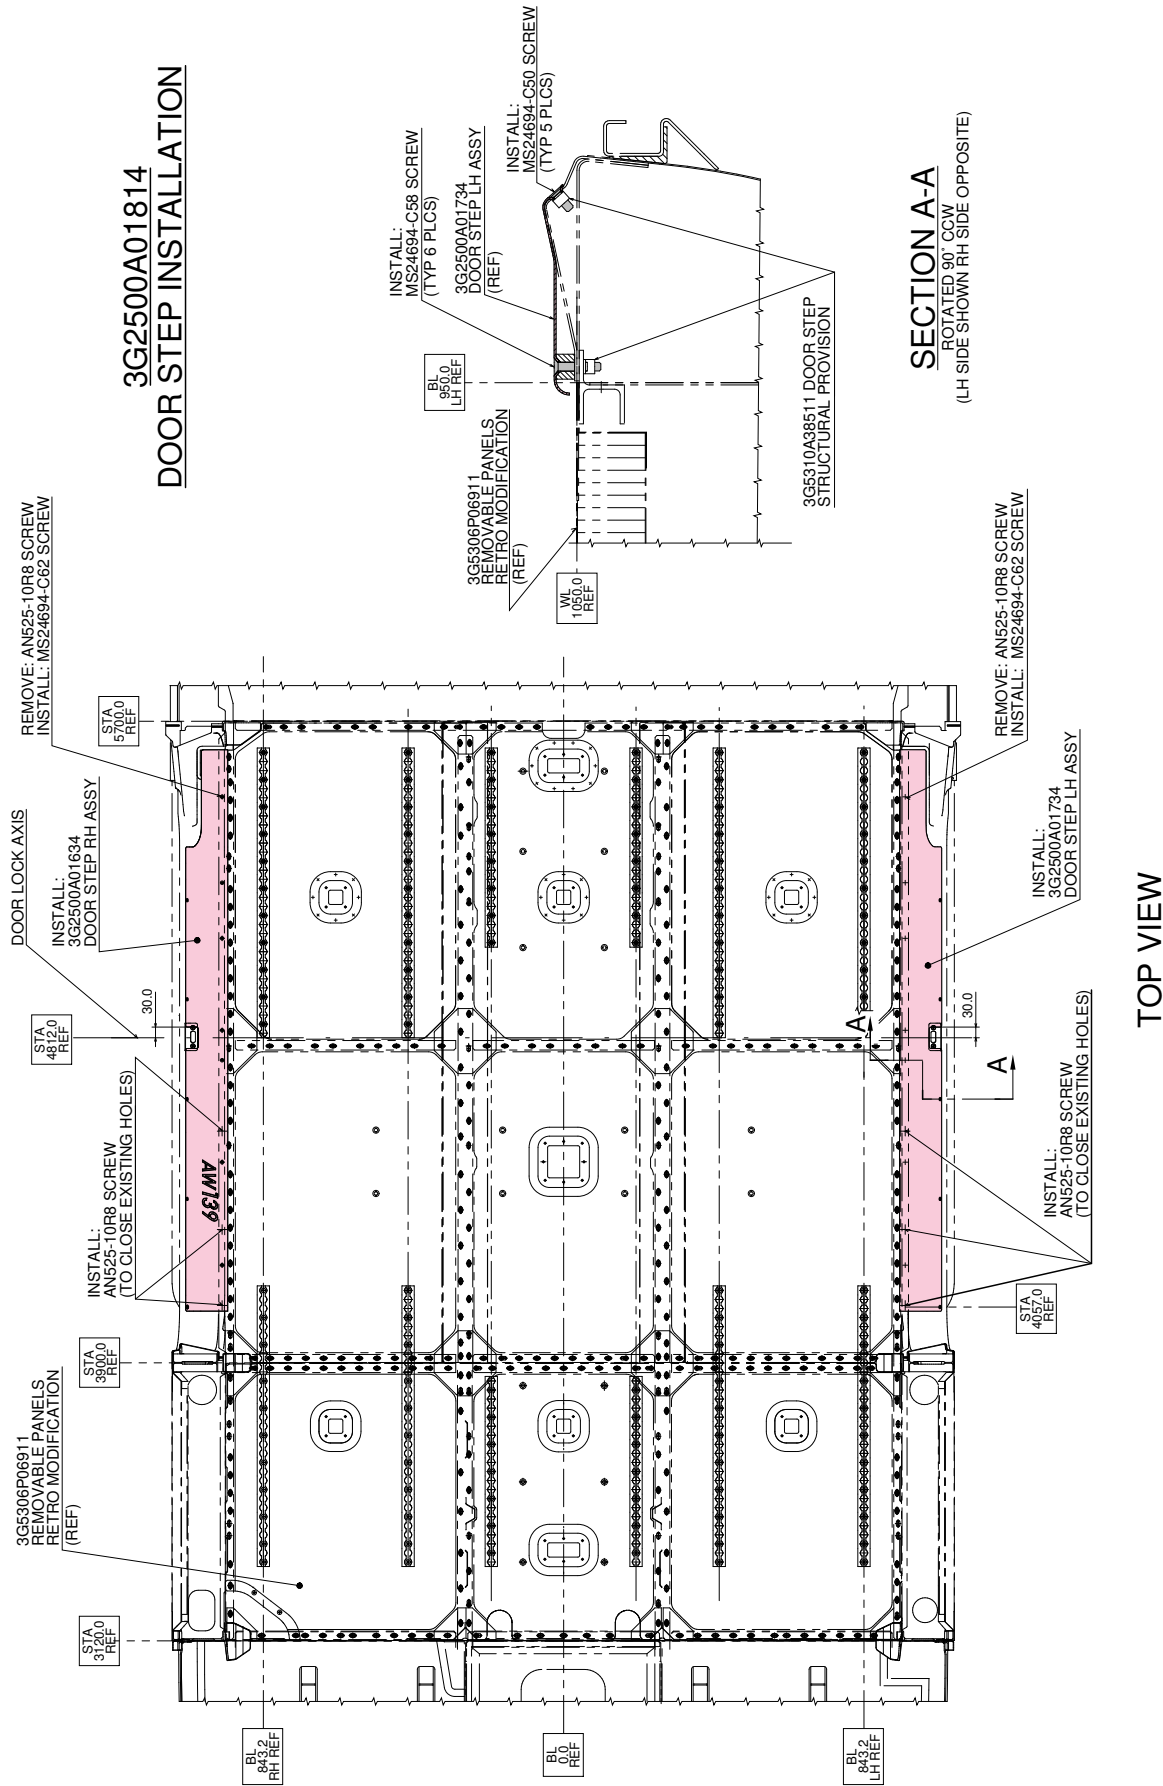 3G2500A01814
DOOR STEP INSTALLATION
REMOVE: AN525-10R8 SCREW
INSTALL: MS24694-C62 SCREW
STA
5700.0
REF
DOOR LOCK AXIS
INSTALL:
3G2500A01634
DOOR STEP RH ASSY
STA
4812.0
REF
30.0
INSTALL:
AN525-10R8 SCREW
(TO CLOSE EXISTING HOLES)
AW139
STA
3900.0
REF
3G5306P06911
REMOVABLE PANELS
RETRO MODIFICATION
(REF)
STA
3120.0
REF
BL
843.2
RH REF
BL
0.0
REF
BL
843.2
LH REF
A
A
30.0
INSTALL:
AN525-10R8 SCREW
(TO CLOSE EXISTING HOLES)
STA
4057.0
REF
INSTALL:
3G2500A01734
DOOR STEP LH ASSY
REMOVE: AN525-10R8 SCREW
INSTALL: MS24694-C62 SCREW
TOP VIEW
INSTALL:
MS24694-C50 SCREW
(TYP 5 PLCS)
INSTALL:
MS24694-C58 SCREW
(TYP 6 PLCS)
3G2500A01734
DOOR STEP LH ASSY
(REF)
BL
950.0
LH REF
3G5306P06911
REMOVABLE PANELS
RETRO MODIFICATION
(REF)
WL
1050.0
REF
3G5310A38511 DOOR STEP
STRUCTURAL PROVISION
SECTION A-A
ROTATED 90° CCW
(LH SIDE SHOWN RH SIDE OPPOSITE)